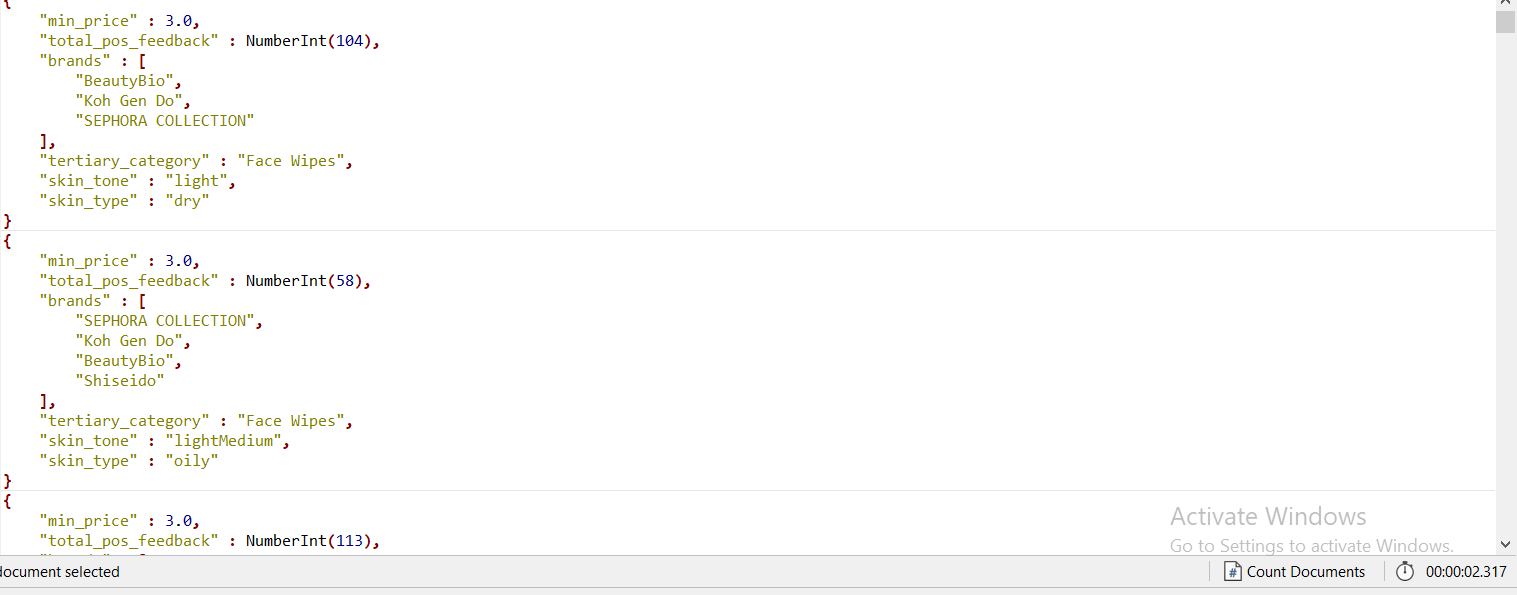 {
"min_price" : 3.0,
"total_pos_feedback" : NumberInt(104),
"brands" : [
"BeautyBio",
"Koh Gen Do",
"SEPHORA COLLECTION"
],
"tertiary_category" : "Face Wipes",
"skin_tone" : "light",
"skin_type" : "dry"
}
{
"min_price" : 3.0,
"total_pos_feedback" : NumberInt(58),
"brands" : [
"SEPHORA COLLECTION",
"Koh Gen Do",
"BeautyBio",
"Shiseido"
],
"tertiary_category" : "Face Wipes",
"skin_tone" : "lightMedium",
"skin_type" : "oily"
}
{
"min_price" : 3.0,
"total_pos_feedback" : NumberInt(113),
Activate Windows
Go to Settings to activate Windows.
document selected
# Count Documents
00:00:02.317